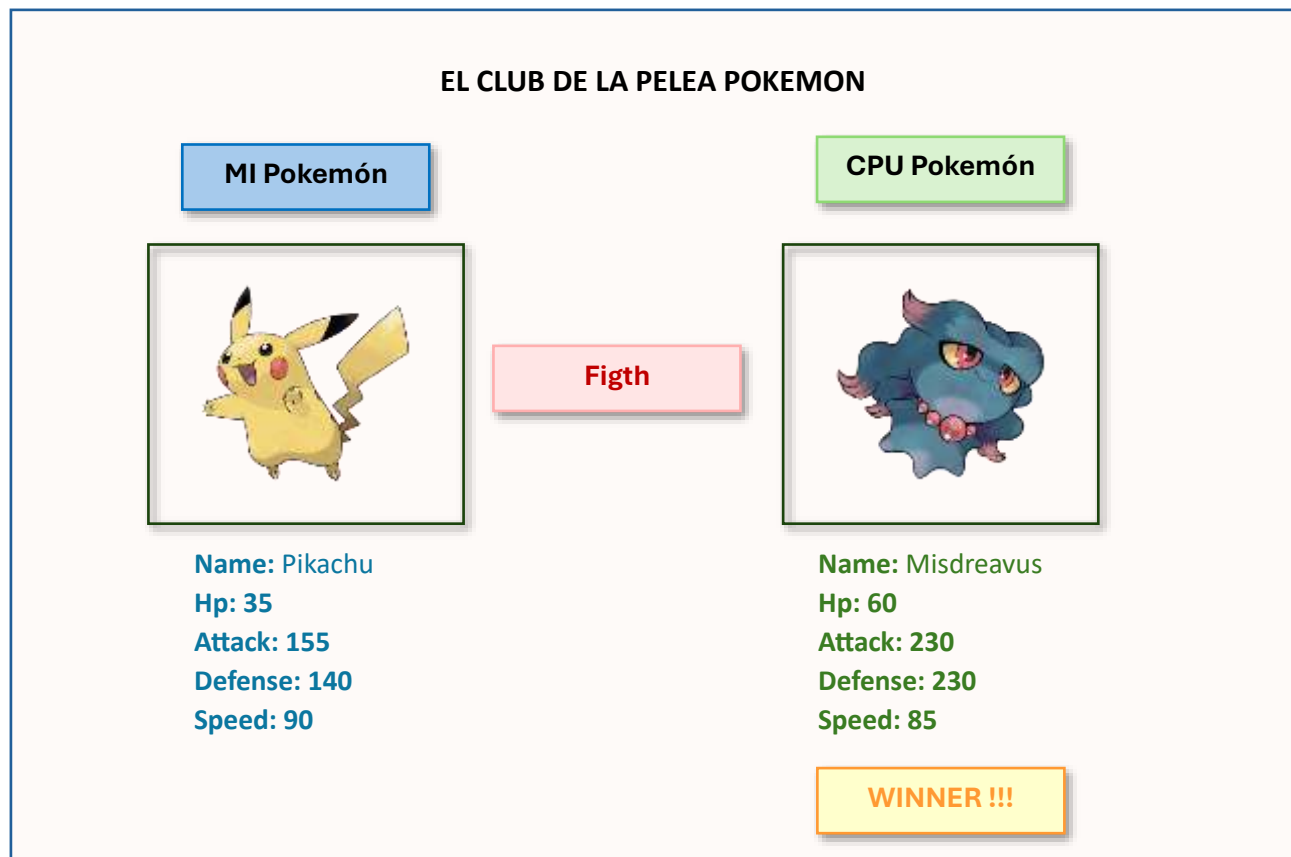 EL CLUB DE LA PELEA POKEMON
MI Pokemón
CPU Pokemón
Figth
Name: Pikachu
Hp: 35
Attack: 155
Defense: 140
Speed: 90
Name: Misdreavus
Hp: 60
Attack: 230
Defense: 230
Speed: 85
WINNER !!!